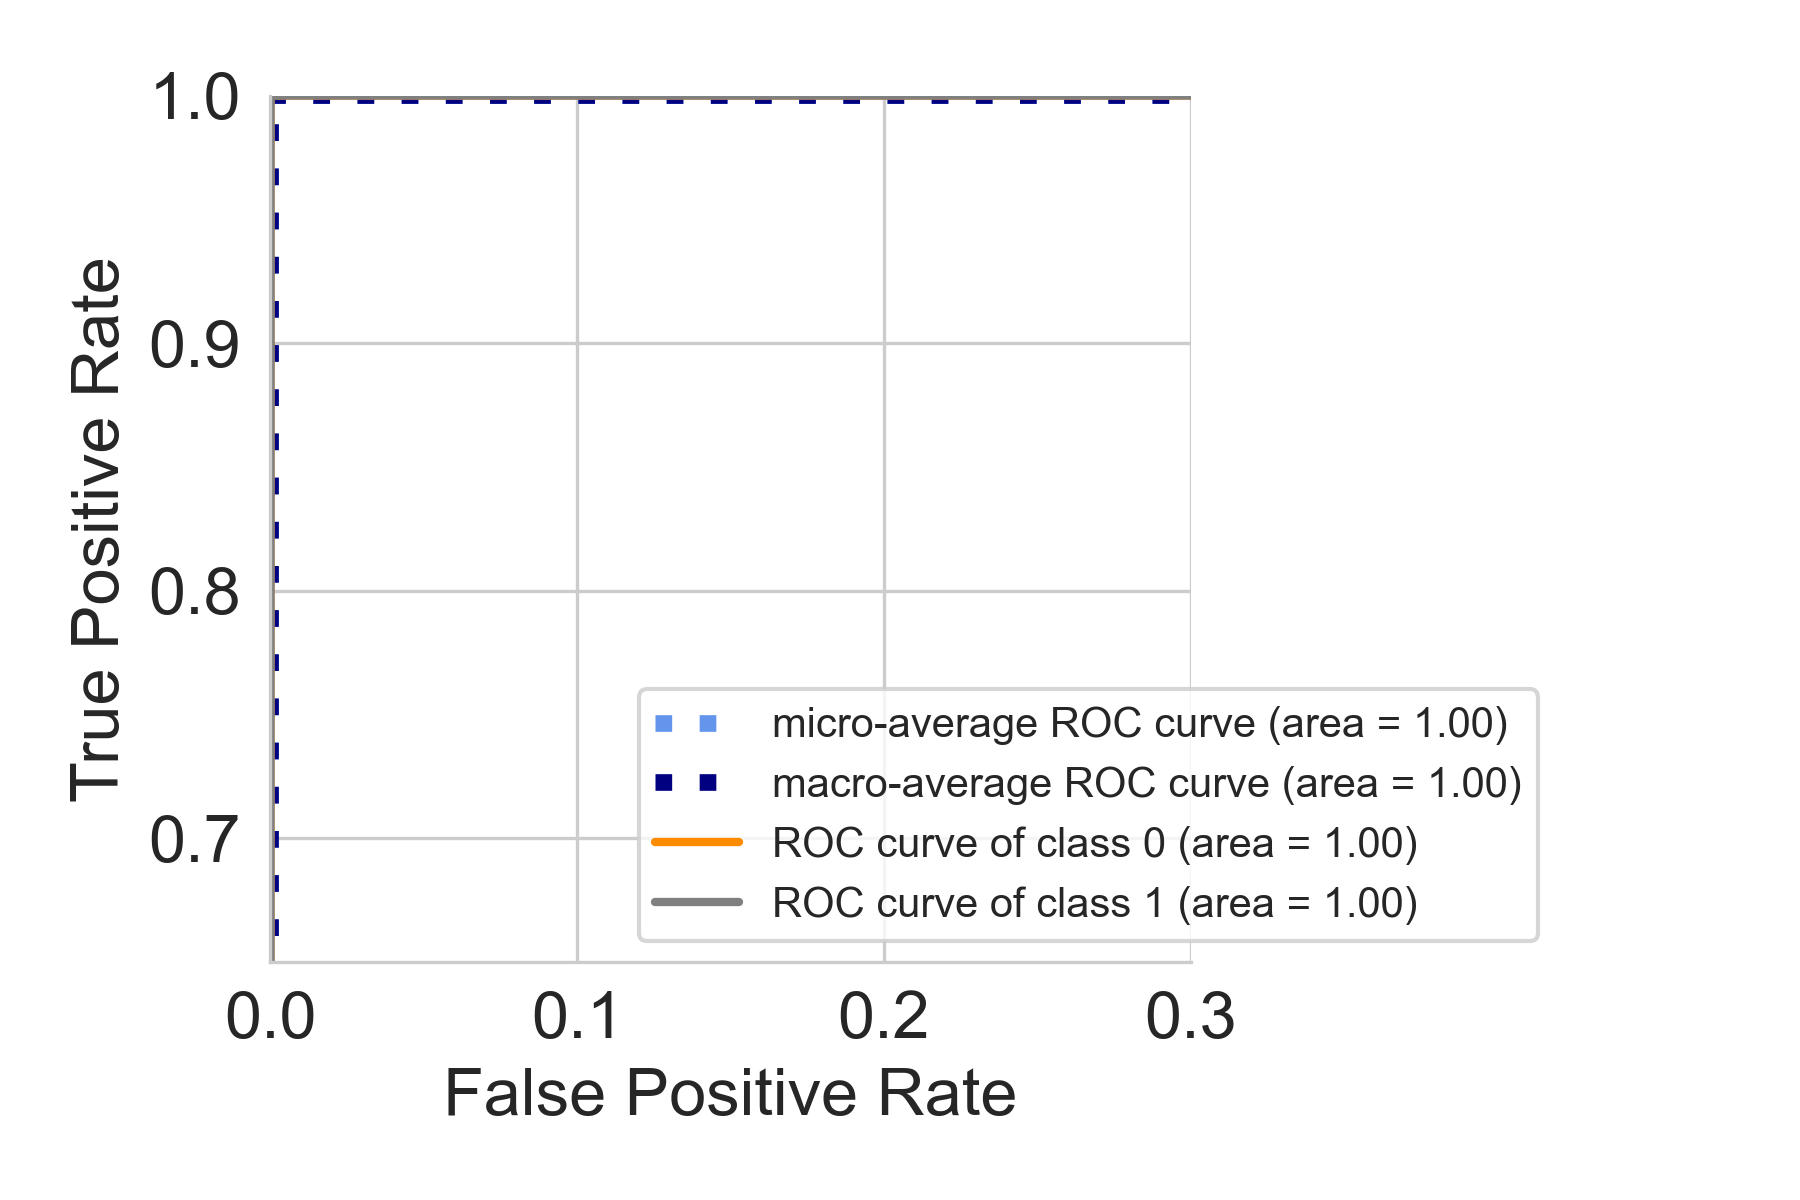 1.0
0.9
0.8
0.7
True Positive Rate
micro-average ROC curve (area = 1.00)
macro-average ROC curve (area = 1.00)
ROC curve of class 0 (area = 1.00)
ROC curve of class 1 (area = 1.00)
0.0 0.1 0.2 0.3
False Positive Rate